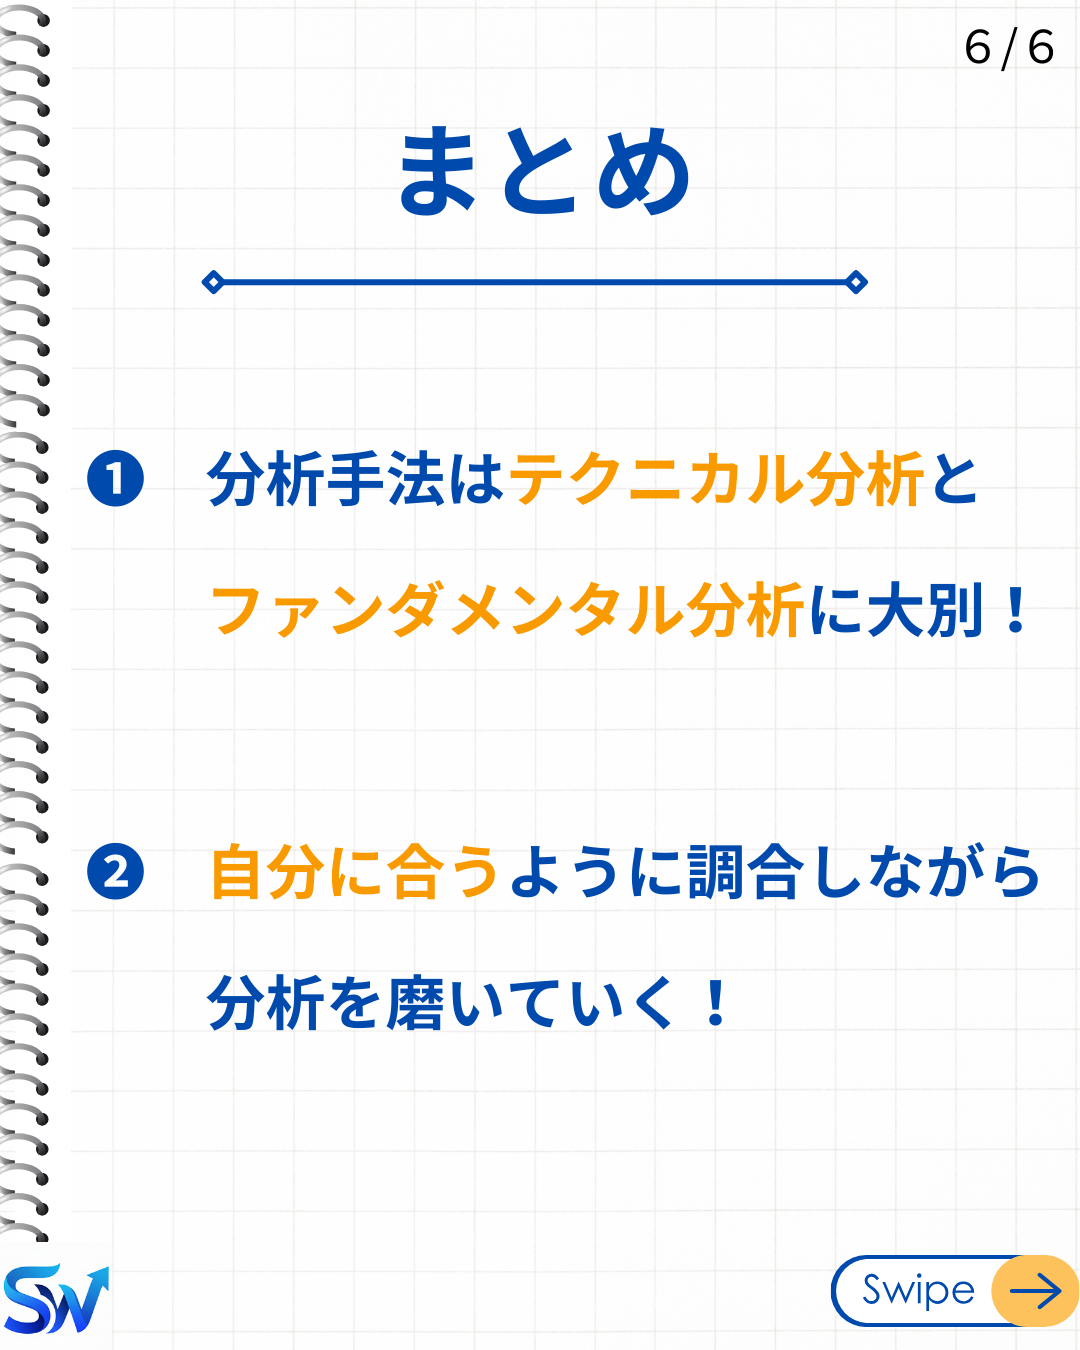 6/6
まとめ
❶ 分析手法はテクニカル分析と
ファンダメンタル分析に大別！
❷ 自分に合うように調合しながら
分析を磨いていく！
SW
Swipe